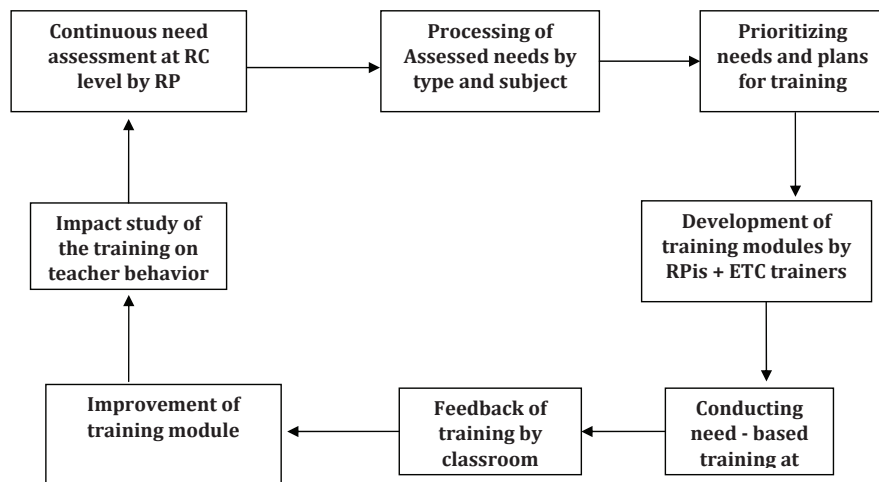 Continuous need
assessment at RC
level by RP
Processing of
Assessed needs by
type and subject
Prioritizing
needs and plans
for training
Development of
training modules by
RPis + ETC trainers
Conducting
need - based
training at
Feedback of
training by
classroom
Improvement of
training module
Impact study of
the training on
teacher behavior